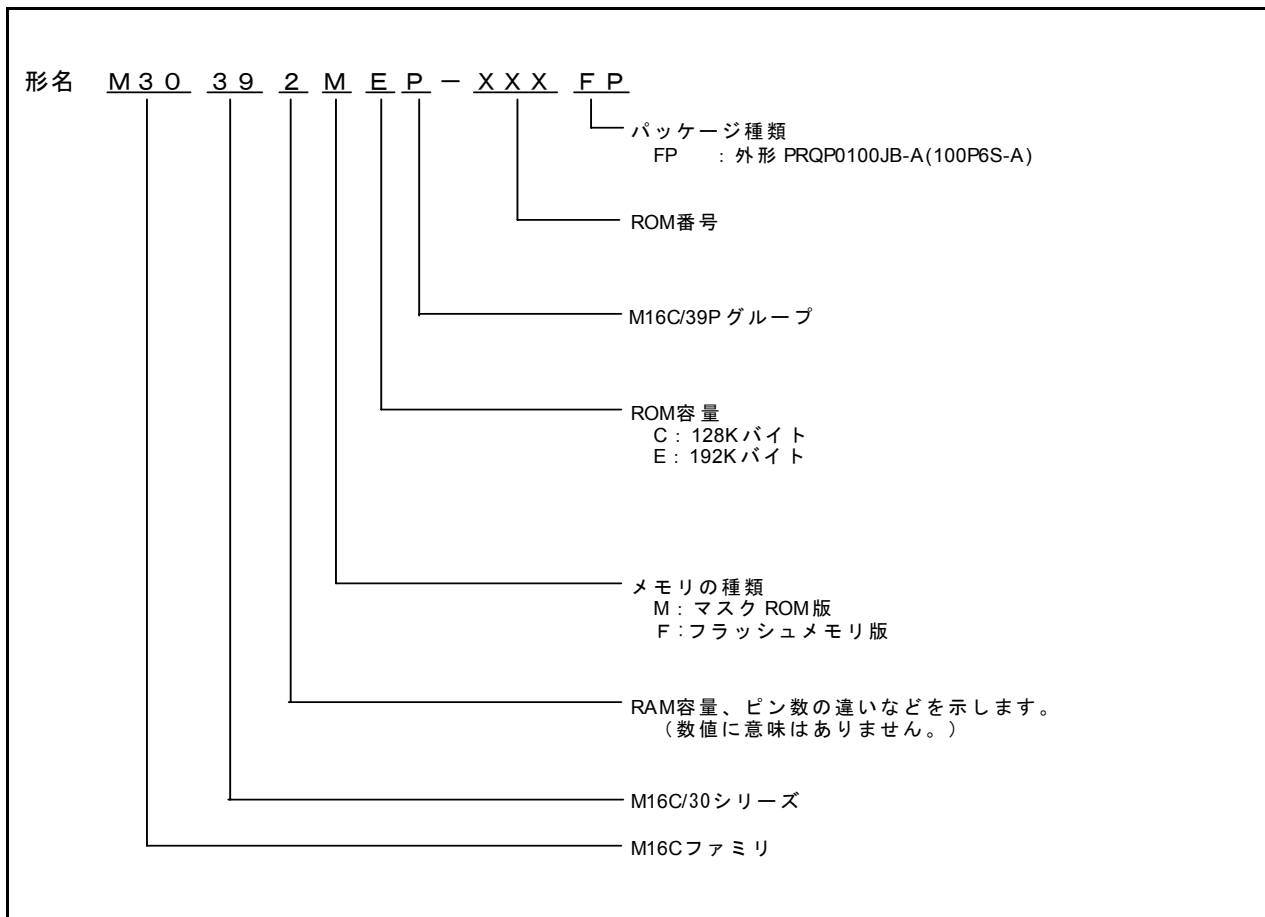 形名 M30 39 2 M E P － XXX FP
パッケージ種類
FP : 外形 PRQP0100JB-A(100P6S-A)
ROM番号
M16C/39Pグループ
ROM容量
C : 128Kバイト
E : 192Kバイト
メモリの種類
M : マスクROM版
F : フラッシュメモリ版
RAM容量、ピン数の違いなどを示します。
（数値に意味はありません。）
M16C/30シリーズ
M16Cファミリ